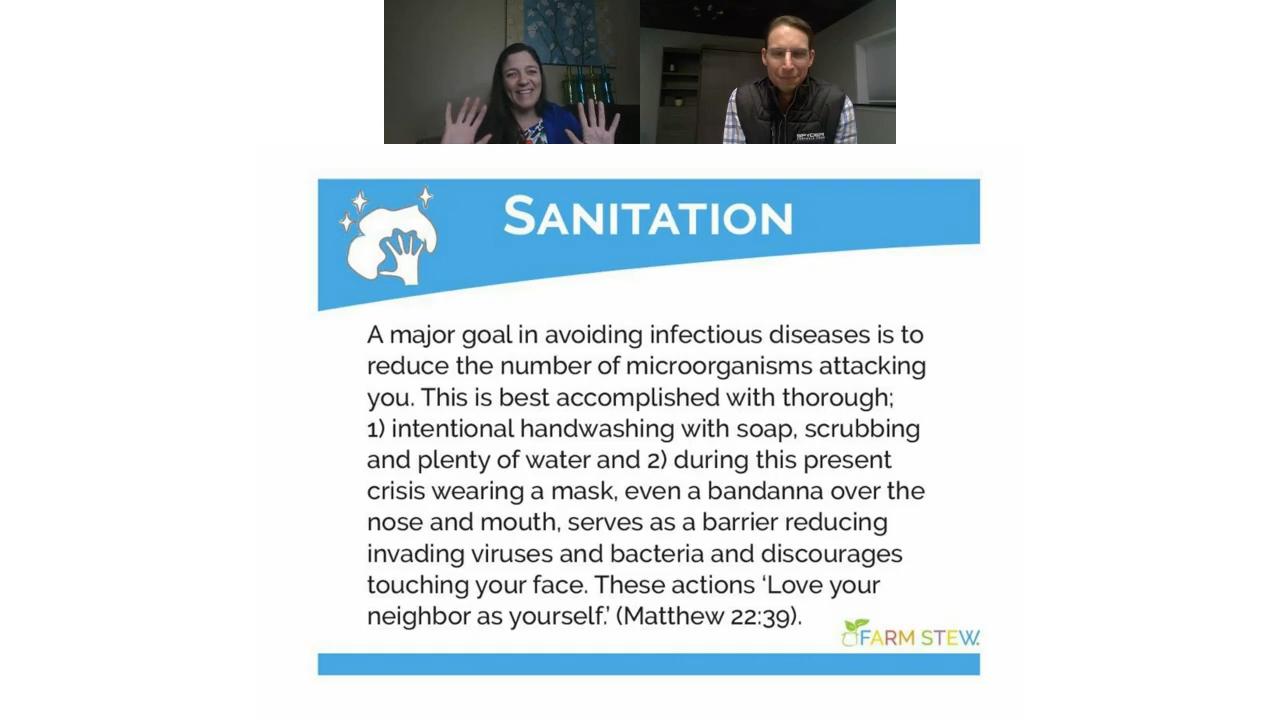 SPYDER
SANITATION
A major goal in avoiding infectious diseases is to
reduce the number of microorganisms attacking
you. This is best accomplished with thorough;
1) intentional handwashing with soap, scrubbing
and plenty of water and 2) during this present
crisis wearing a mask, even a bandanna over the
nose and mouth, serves as a barrier reducing
invading viruses and bacteria and discourages
touching your face. These actions ‘Love your
neighbor as yourself.’ (Matthew 22:39).
FARM STEW.